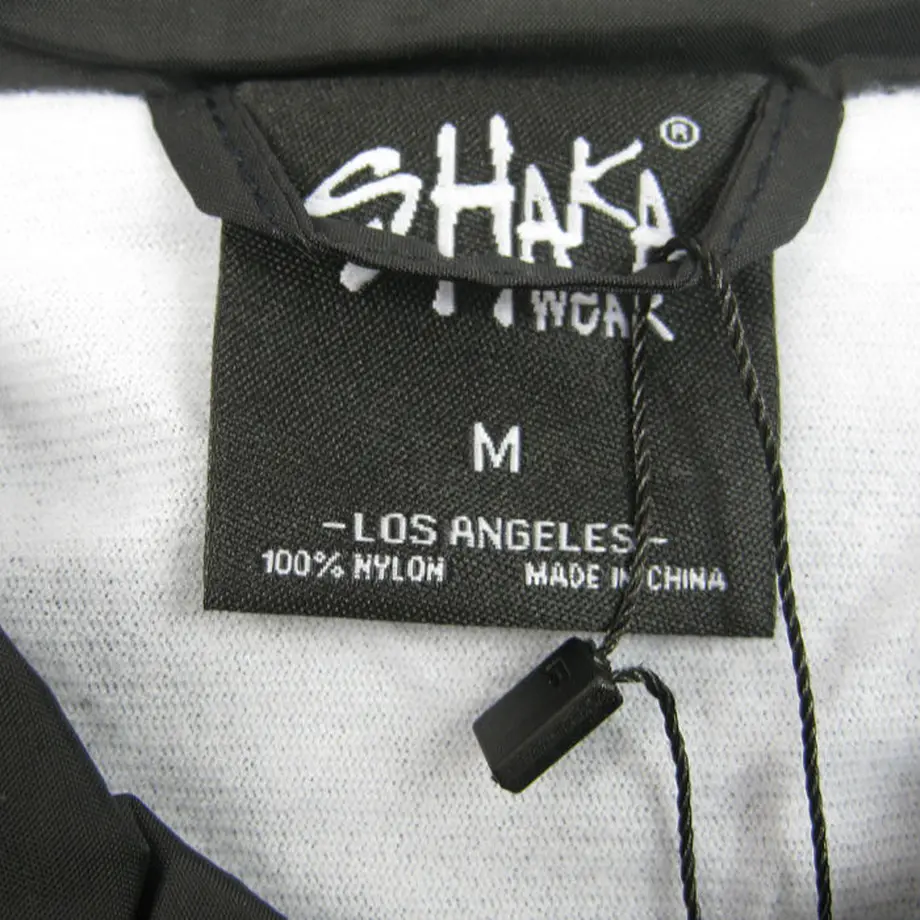 SHAKA®
WEAR
M
-LOS ANGELES-
100% NYLON MADE IN CHINA